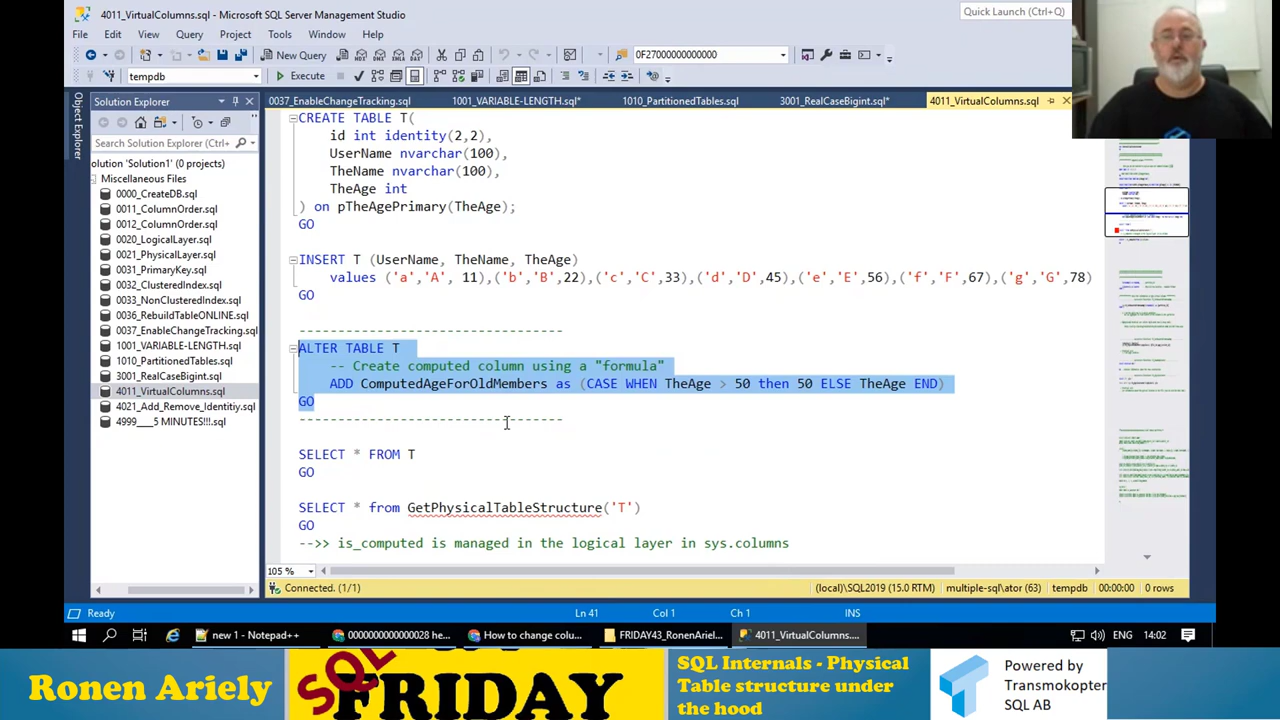 4011_VirtualColumns.sql - Microsoft SQL Server Management Studio
Quick Launch (Ctrl+Q)
File Edit View Query Project Tools Window Help
New Query
0F27000000000000
tempdb
Execute
Object Explorer
Solution Explorer
0037_EnableChangeTracking.sql 1001_VARIABLE-LENGTH.sql* 1010_PartitionedTables.sql 3001_RealCaseBigint.sql* 4011_VirtualColumns.sql
Search Solution Explorer (Ctrl+
olution 'Solution1' (0 projects)
Miscellaneous Files
0000_CreateDB.sql
0011_ColumnOrder.sql
0012_ColumnOrder.sql
0020_LogicalLayer.sql
0021_PhysicalLayer.sql
0031_PrimaryKey.sql
0032_ClusteredIndex.sql
0033_NonClusteredIndex.sql
0036_RebuildTableONLINE.sql
0037_EnableChangeTracking.sql
1001_VARIABLE-LENGTH.sql
1010_PartitionedTables.sql
3001_RealCaseBigint.sql
4011_VirtualColumns.sql
4021_Add_Remove_Identitiy.sql
4999___5 MINUTES!!!.sql
CREATE TABLE T(
id int identity(2,2),
UserName nvarchar(100),
TheName nvarchar(100),
TheAge int
) on
(TheAge);
GO
INSERT T (UserName, TheName, TheAge)
values ('a','A' 11),('b','B',22),('c','C',33),('d','D',45),('e','E',56),('f','F',67),('g','G',78)
GO
------------------------------
ALTER TABLE T
-- Create computed column using a "formula"
ADD ComputedAgeForOldMembers as (CASE WHEN TheAge > 50 then 50 ELSE TheAge END)
GO
------------------------------
SELECT * FROM T
GO
SELECT * from GetPhysicalTableStructure('T')
GO
-->> is_computed is managed in the logical layer in sys.columns
105 %
Connected. (1/1)
(local)\SQL2019 (15.0 RTM) multiple-sql\ator (63) tempdb 00:00:00 0 rows
Ready
Ln 41 Col 1 Ch 1 INS
new 1 - Notepad++
0000000000000028 he...
How to change colu...
FRIDAY43_RonenAriel...
4011_VirtualColumns....
ENG 14:02
Ronen Ariely
SQL
FRIDAY
SQL Internals - Physical
Table structure under
the hood
Powered by
Transmokopter
SQL AB